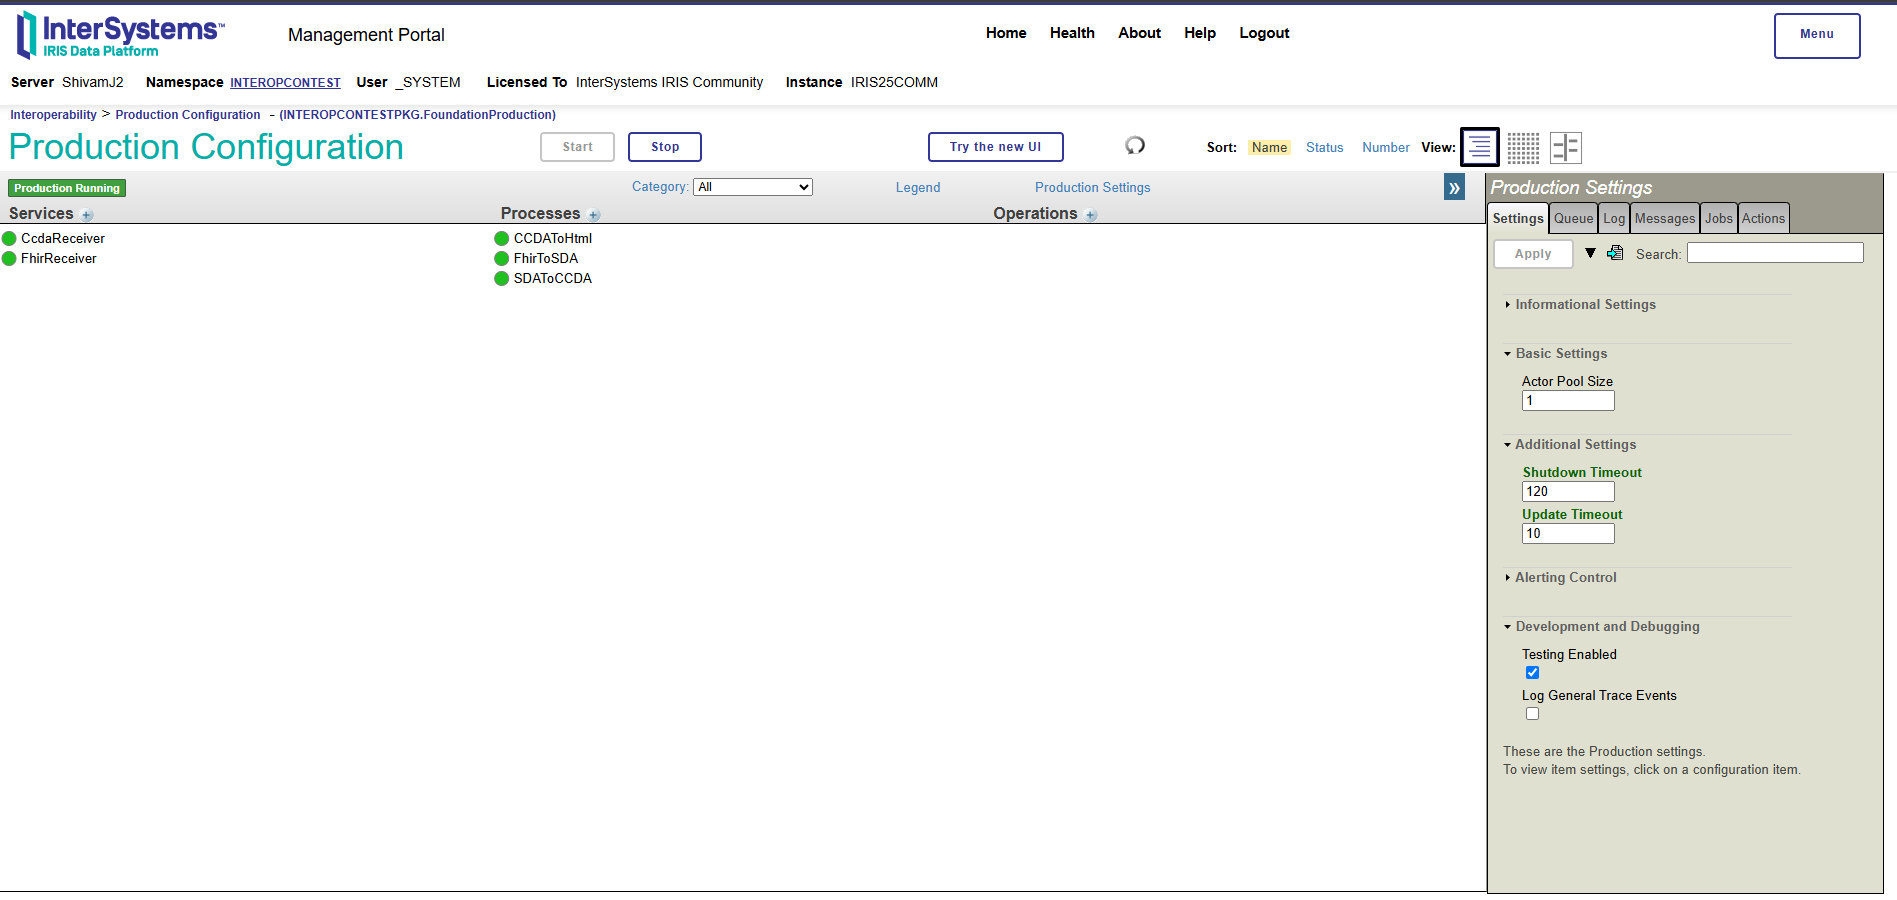 InterSystems™
IRIS Data Platform
Management Portal
Home Health About Help Logout
Menu
Server ShivamJ2 Namespace INTEROPCONTEST User _SYSTEM Licensed To InterSystems IRIS Community Instance IRIS25COMM
Interoperability > Production Configuration - (INTEROPCONTESTPKG.FoundationProduction)
Production Configuration
Start
Stop
Try the new UI
Sort: Name Status Number View:
Production Running
Category: All
Legend
Production Settings
»
Services
Processes
Operations
CcdaReceiver
FhirReceiver
CCDAToHtml
FhirToSDA
SDAToCCDA
Production Settings
Settings Queue Log Messages Jobs Actions
Apply
Search:
Informational Settings
Basic Settings
Actor Pool Size
1
Additional Settings
Shutdown Timeout
120
Update Timeout
10
Alerting Control
Development and Debugging
Testing Enabled
Log General Trace Events
These are the Production settings.
To view item settings, click on a configuration item.